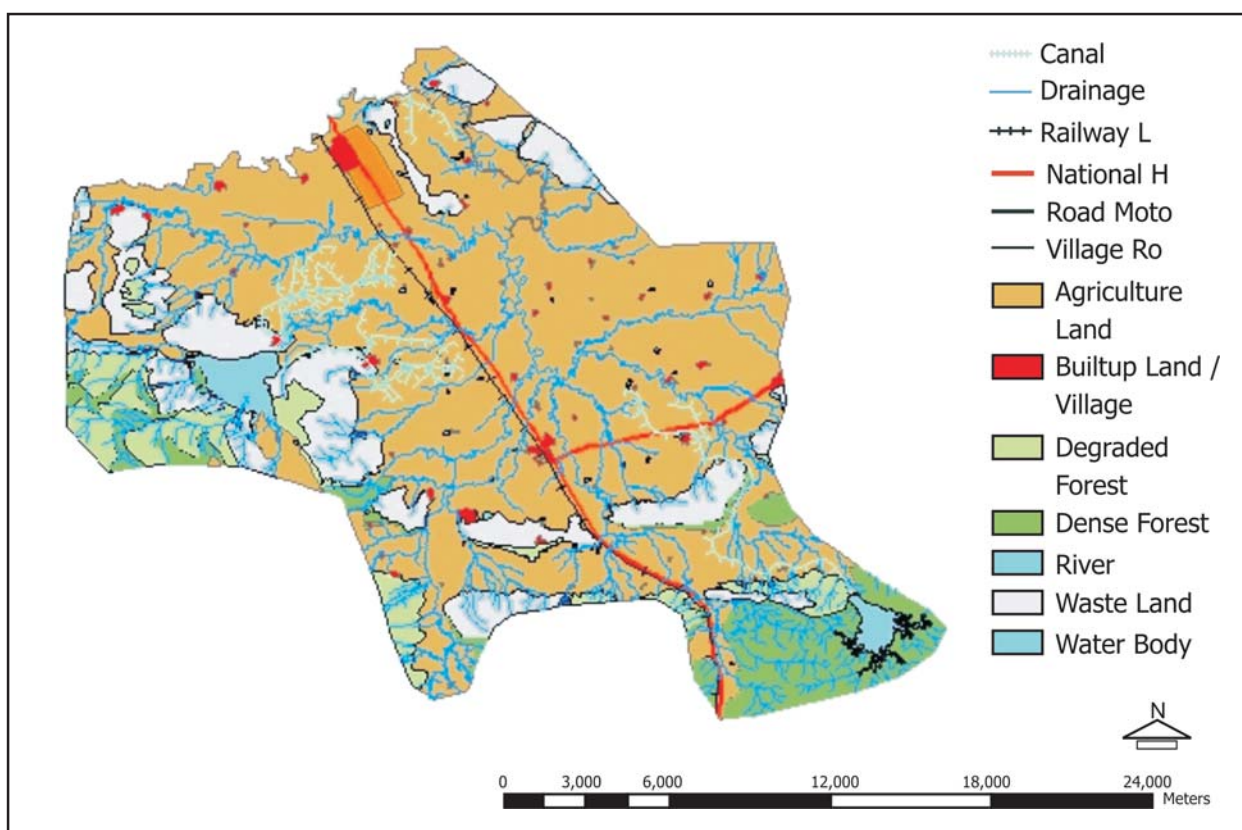 Canal
Drainage
Railway L
National H
Road Moto
Village Ro
Agriculture
Land
Builtup Land /
Village
Degraded
Forest
Dense Forest
River
Waste Land
Water Body
N
0 3,000 6,000 12,000 18,000 24,000
Meters